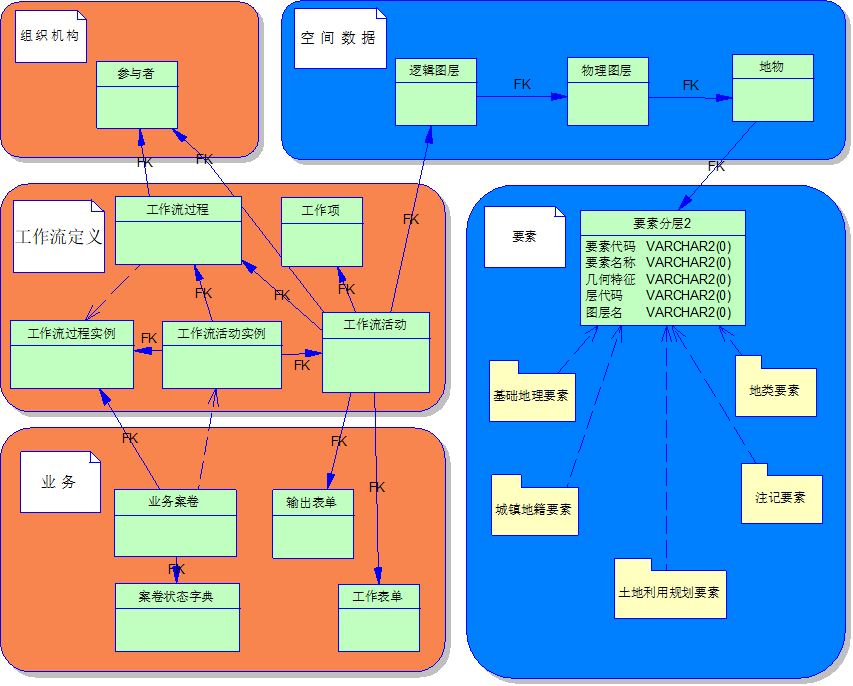 组织机构
参与者
空间数据
逻辑图层
FK
物理图层
FK
地物
FK
FK
FK
工作流定义
工作流过程
工作项
FK
FK
FK
FK
工作流过程实例
FK
工作流活动实例
FK
工作流活动
要素
要素分层2
要素代码 VARCHAR2(0)
要素名称 VARCHAR2(0)
几何特征 VARCHAR2(0)
层代码 VARCHAR2(0)
图层名 VARCHAR2(0)
基础地理要素
地类要素
城镇地籍要素
注记要素
土地利用规划要素
业务
FK
FK
FK
业务案卷
输出表单
FK
案卷状态字典
工作表单